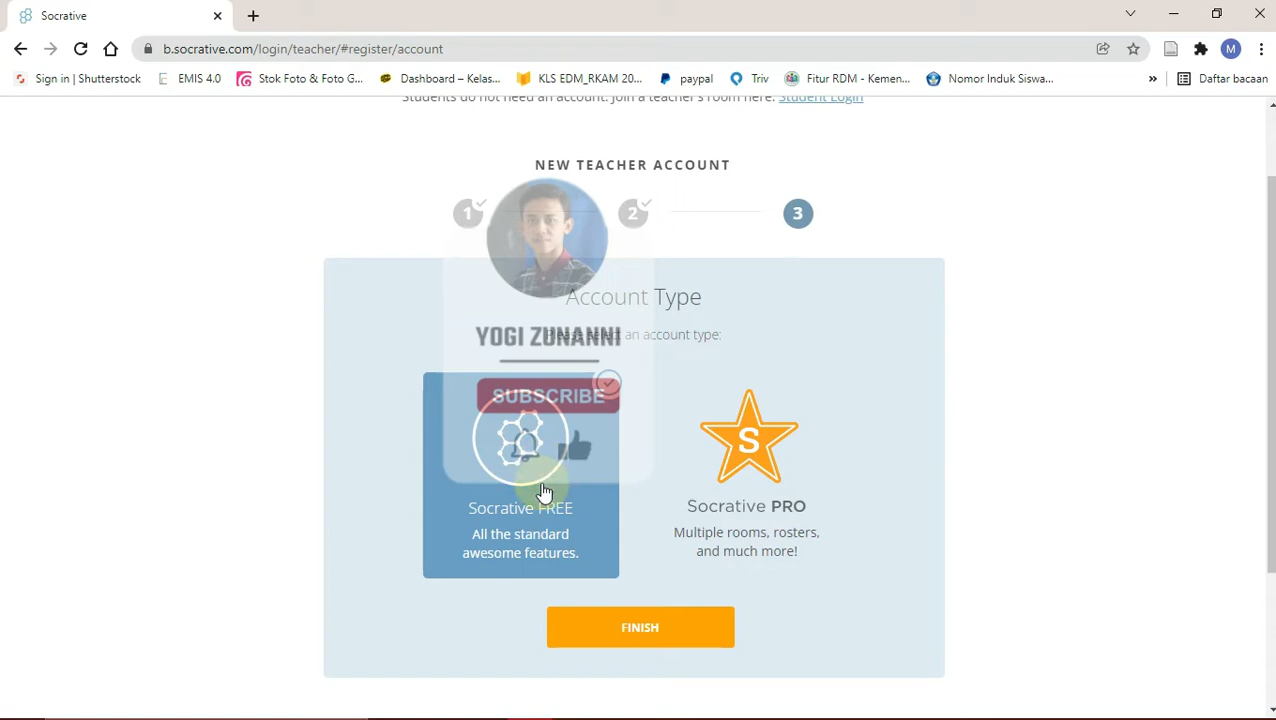 Socrative
b.socrative.com/login/teacher/#register/account
M
Sign in | Shutterstock
EMIS 4.0
Stok Foto & Foto G...
Dashboard – Kelas...
KLS EDM_RKAM 20...
paypal
Triv
Fitur RDM - Kemen...
Nomor Induk Siswa...
»
Daftar bacaan
Students do not need an account. Join a teacher's room here. Student Login
NEW TEACHER ACCOUNT
1
2
3
Account Type
Please select an account type:
YOGI ZUNANNI
SUBSCRIBE
Socrative FREE
All the standard
awesome features.
S
Socrative PRO
Multiple rooms, rosters,
and much more!
FINISH